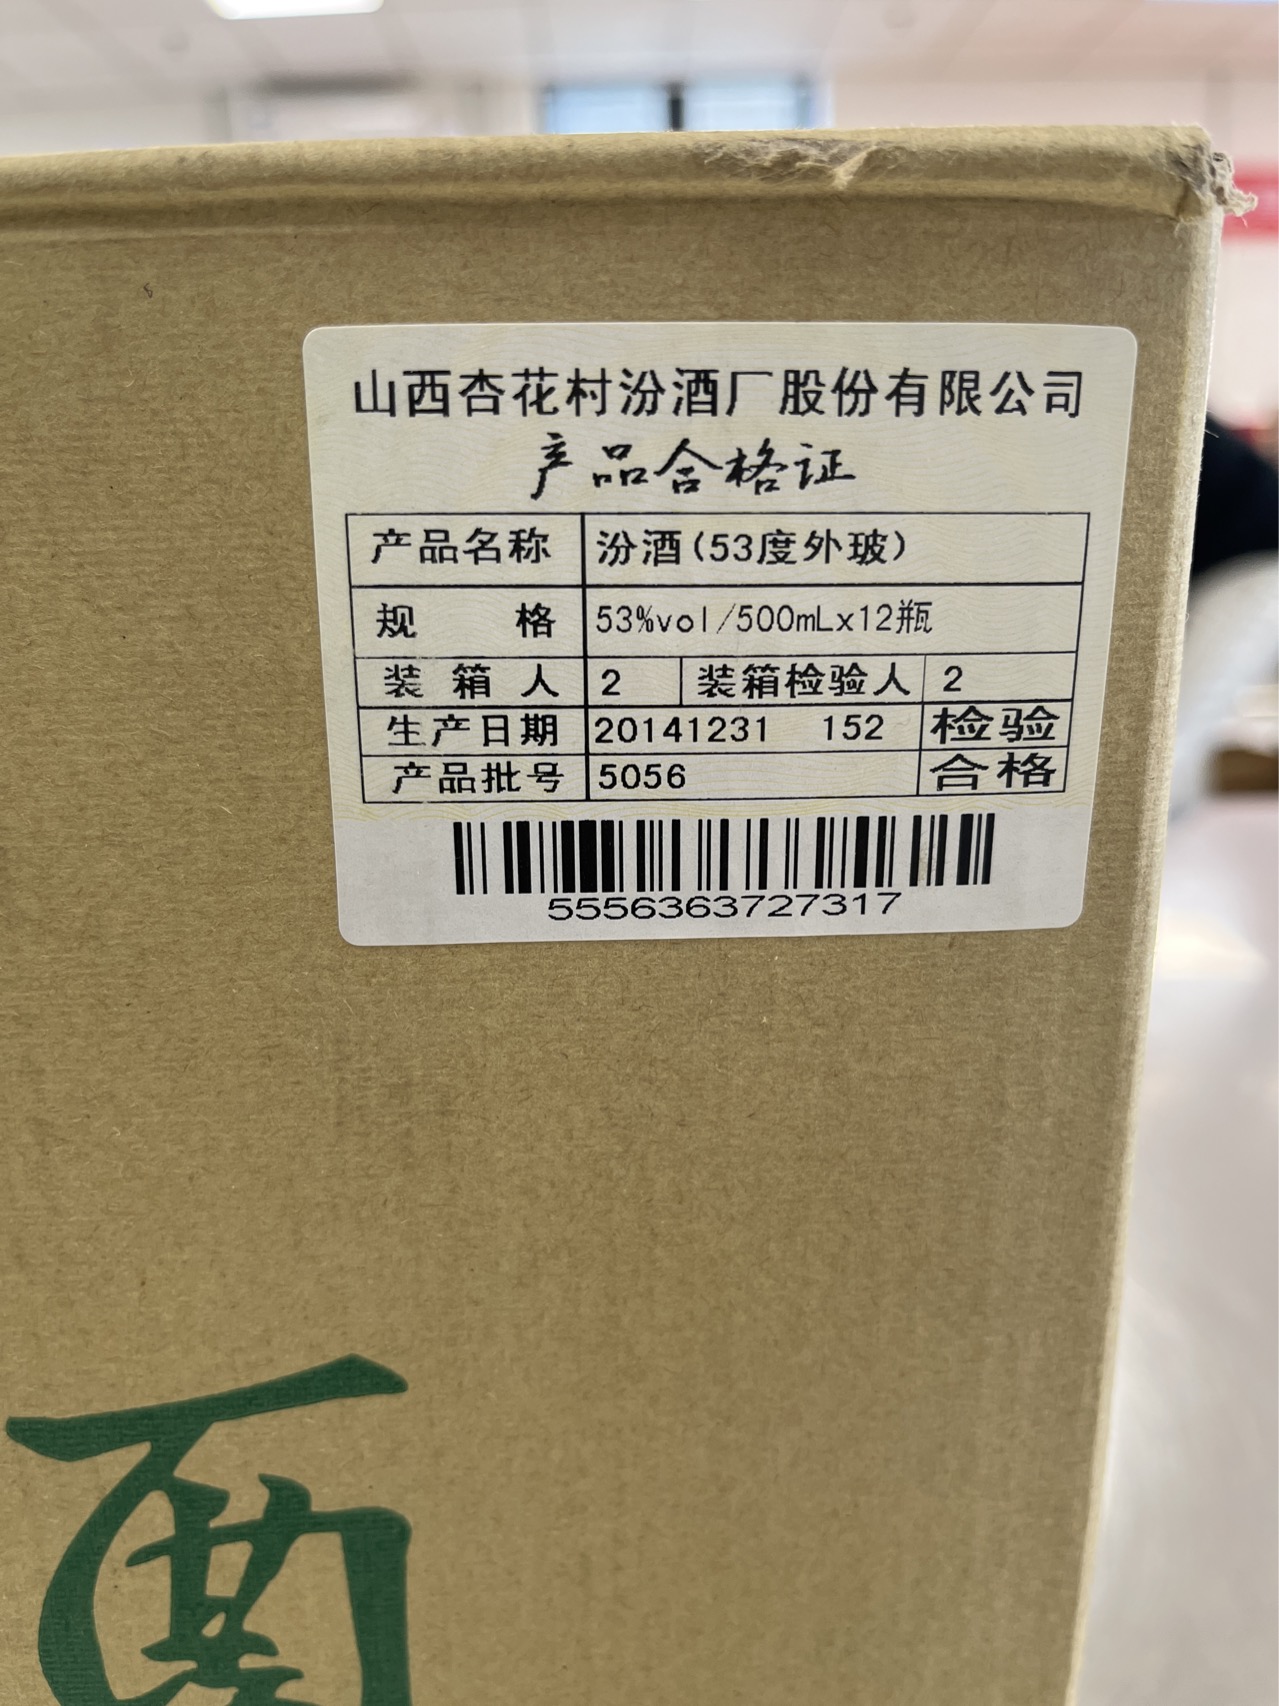 山西杏花村汾酒厂股份有限公司
产品合格证
产品名称 汾酒(53度外玻)
规 格 53%vol/500mLx12瓶
装箱人 2 装箱检验人 2
生产日期 20141231 152 检验
产品批号 5056 合格
5556363727317